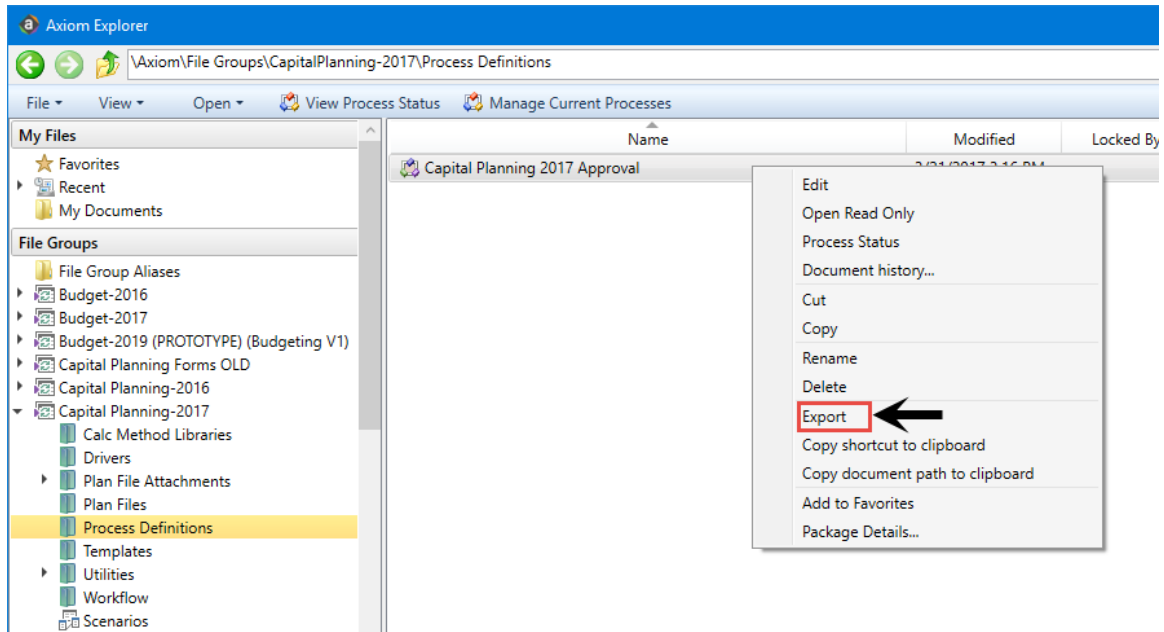 Axiom Explorer
\Axiom\File Groups\CapitalPlanning-2017\Process Definitions
File View Open View Process Status Manage Current Processes
My Files
Favorites
Recent
My Documents
File Groups
File Group Aliases
Budget-2016
Budget-2017
Budget-2019 (PROTOTYPE) (Budgeting V1)
Capital Planning Forms OLD
Capital Planning-2016
Capital Planning-2017
Calc Method Libraries
Drivers
Plan File Attachments
Plan Files
Process Definitions
Templates
Utilities
Workflow
Scenarios
Name Modified Locked By
Capital Planning 2017 Approval
Edit
Open Read Only
Process Status
Document history...
Cut
Copy
Rename
Delete
Export
Copy shortcut to clipboard
Copy document path to clipboard
Add to Favorites
Package Details...